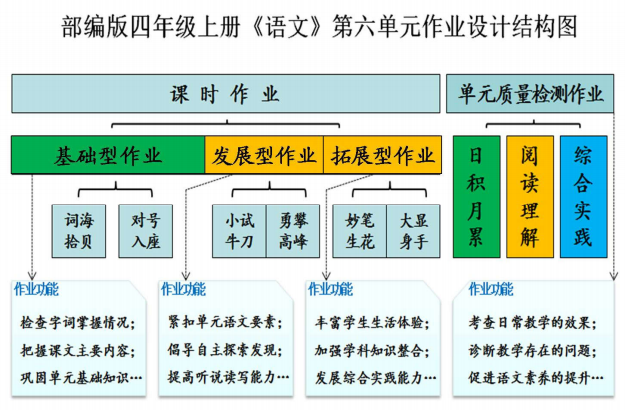 部编版四年级上册《语文》第六单元作业设计结构图
课时作业
单元质量检测作业
基础型作业
发展型作业
拓展型作业
日积月累
阅读理解
综合实践
词海
拾贝
对号
入座
小试
牛刀
勇攀
高峰
妙笔
生花
大显
身手
作业功能
检查字词掌握情况;
把握课文主要内容;
巩固单元基础知识…
作业功能
紧扣单元语文要素;
倡导自主探索发现;
提高听说读写能力…
作业功能
丰富学生生活体验;
加强学科知识整合;
发展综合实践能力…
作业功能
考查日常教学的效果;
诊断教学存在的问题;
促进语文素养的提升…